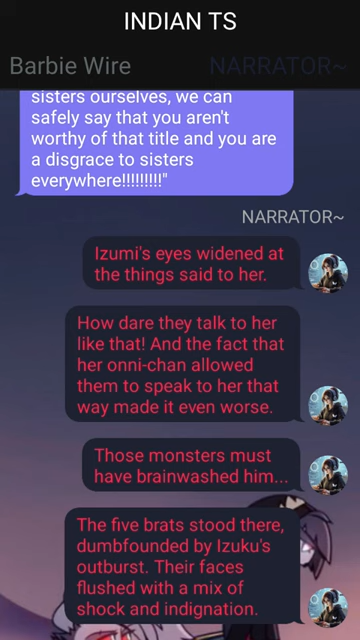 INDIAN TS
Barbie Wire
NARRATOR~
sisters ourselves, we can
safely say that you aren't
worthy of that title and you are
a disgrace to sisters
everywhere!!!!!!!!!"
NARRATOR~
Izumi's eyes widened at
the things said to her.
How dare they talk to her
like that! And the fact that
her onni-chan allowed
them to speak to her that
way made it even worse.
Those monsters must
have brainwashed him...
The five brats stood there,
dumbfounded by Izuku's
outburst. Their faces
flushed with a mix of
shock and indignation.